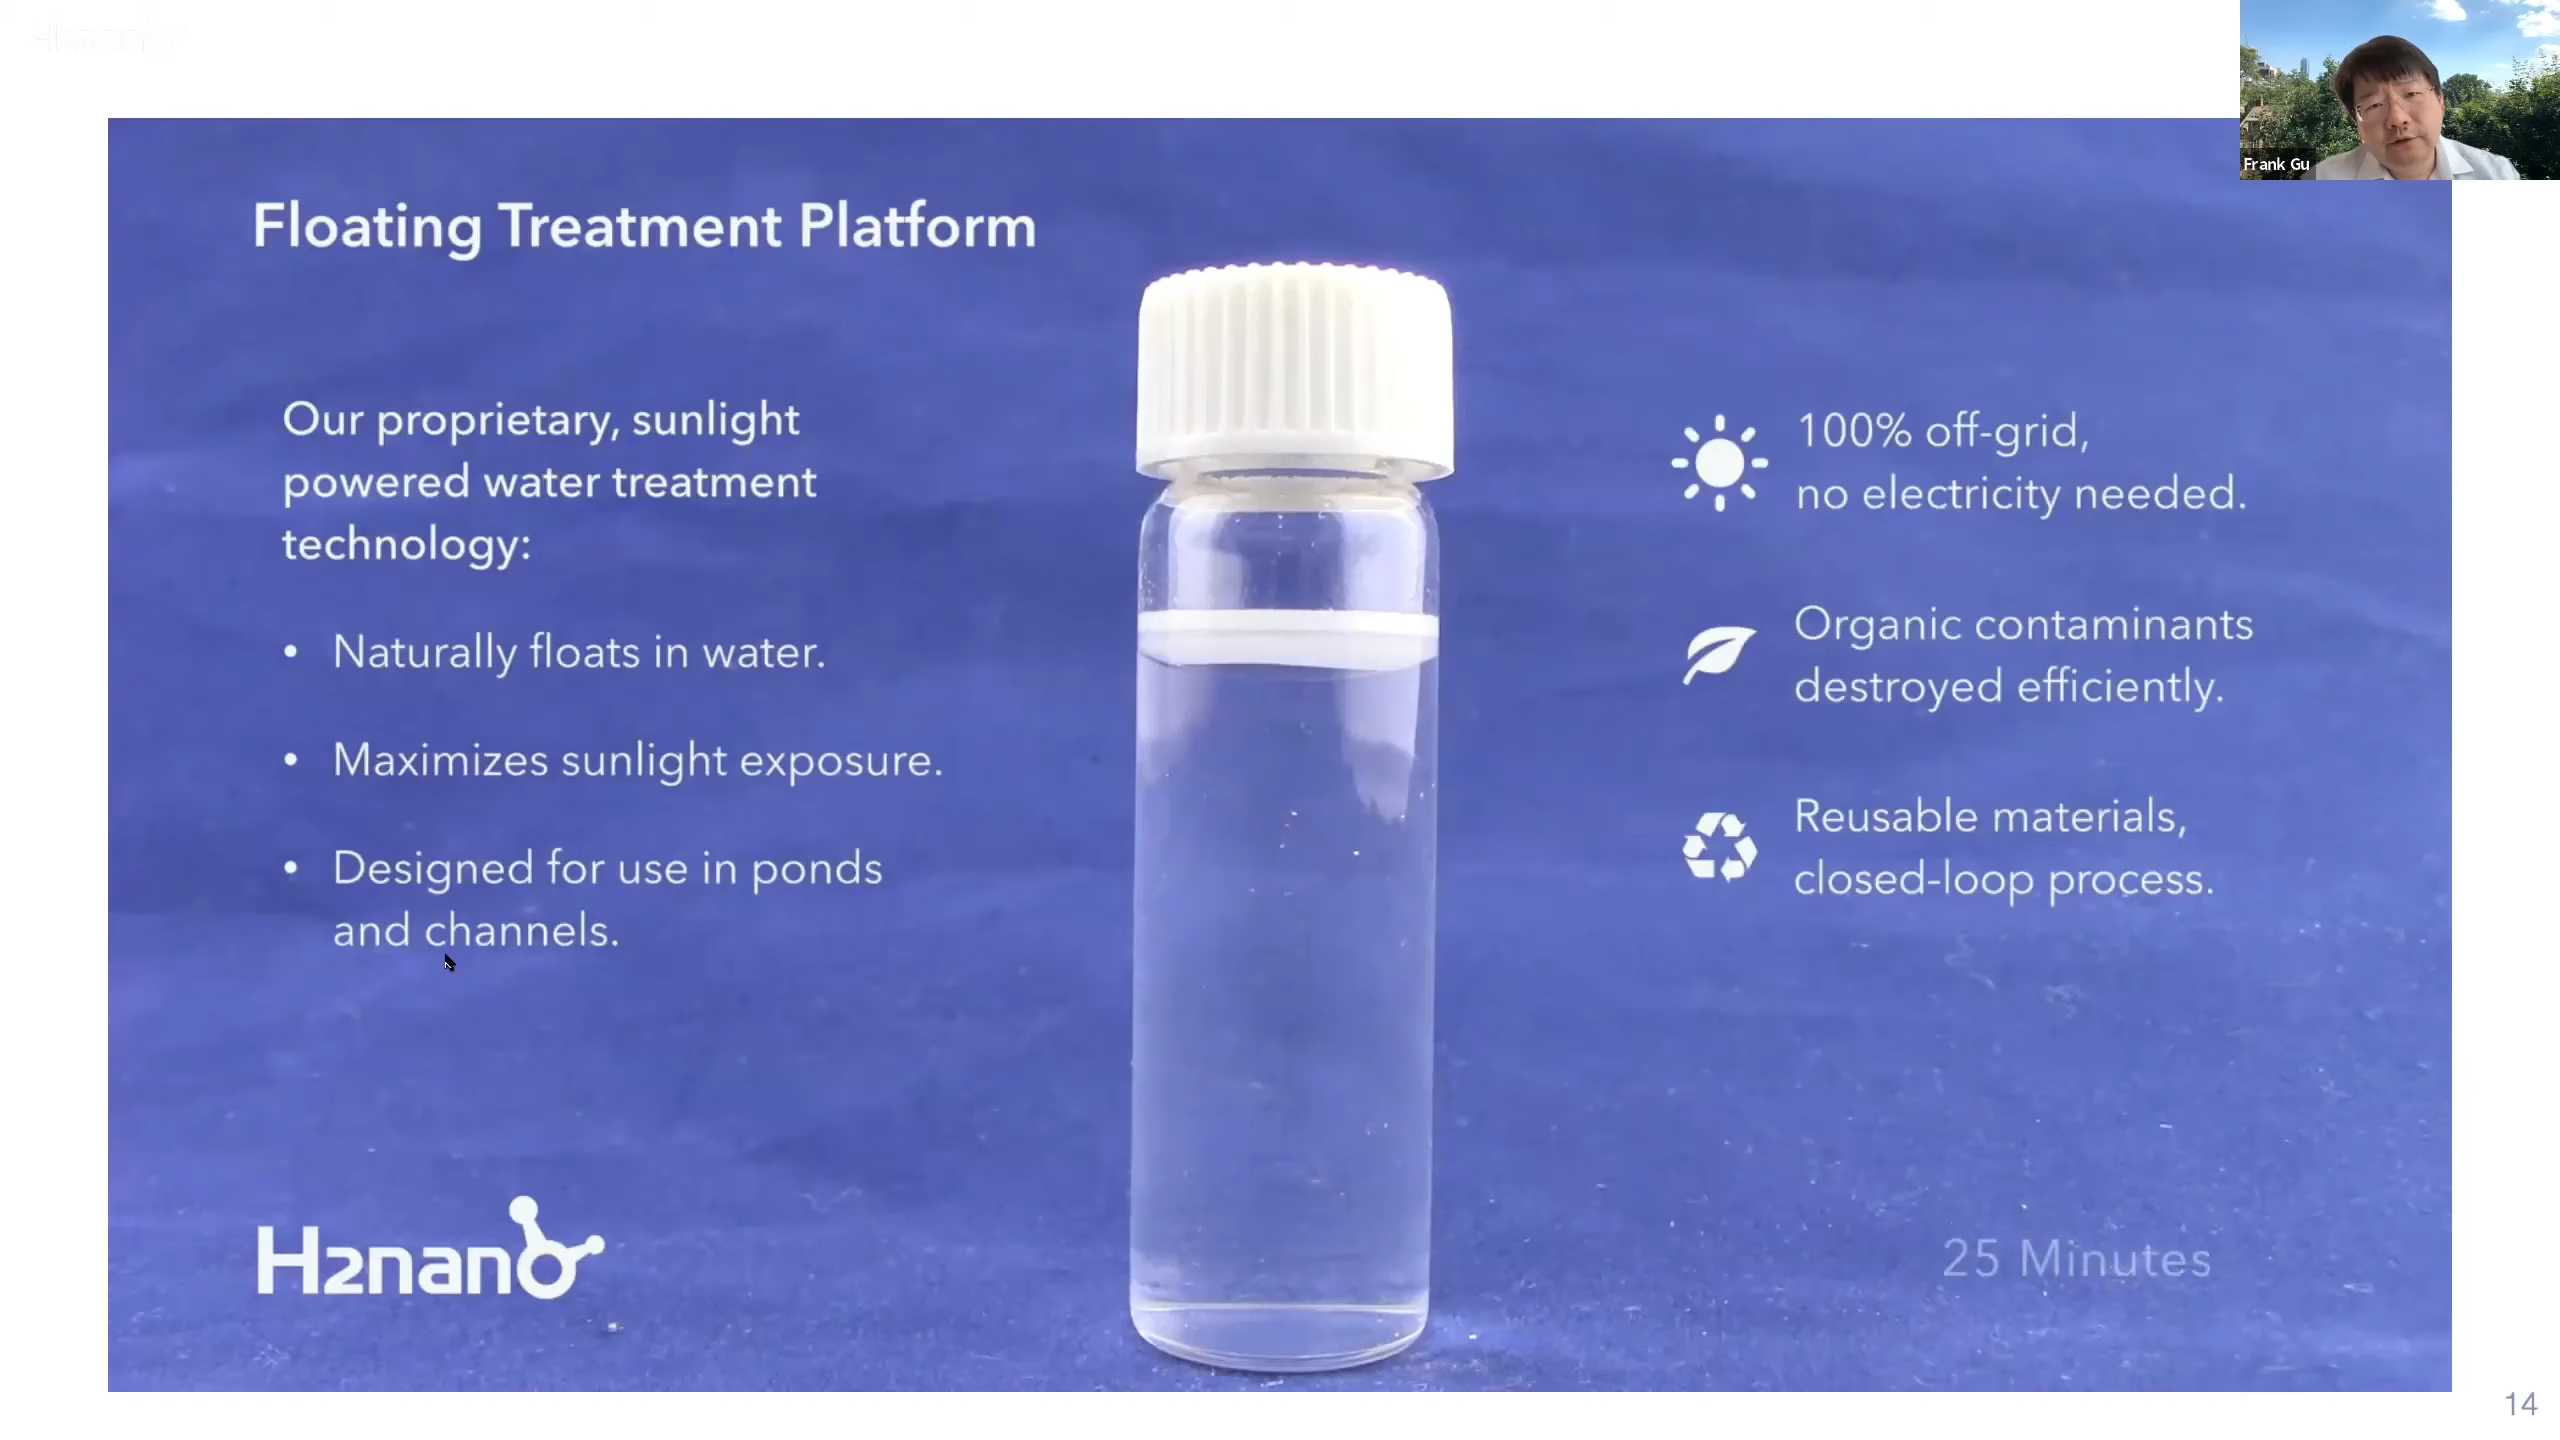 Frank Gu
Floating Treatment Platform
Our proprietary, sunlight
powered water treatment
technology:
• Naturally floats in water.
• Maximizes sunlight exposure.
• Designed for use in ponds
and channels.
100% off-grid,
no electricity needed.
Organic contaminants
destroyed efficiently.
Reusable materials,
closed-loop process.
H2nano
25 Minutes
14